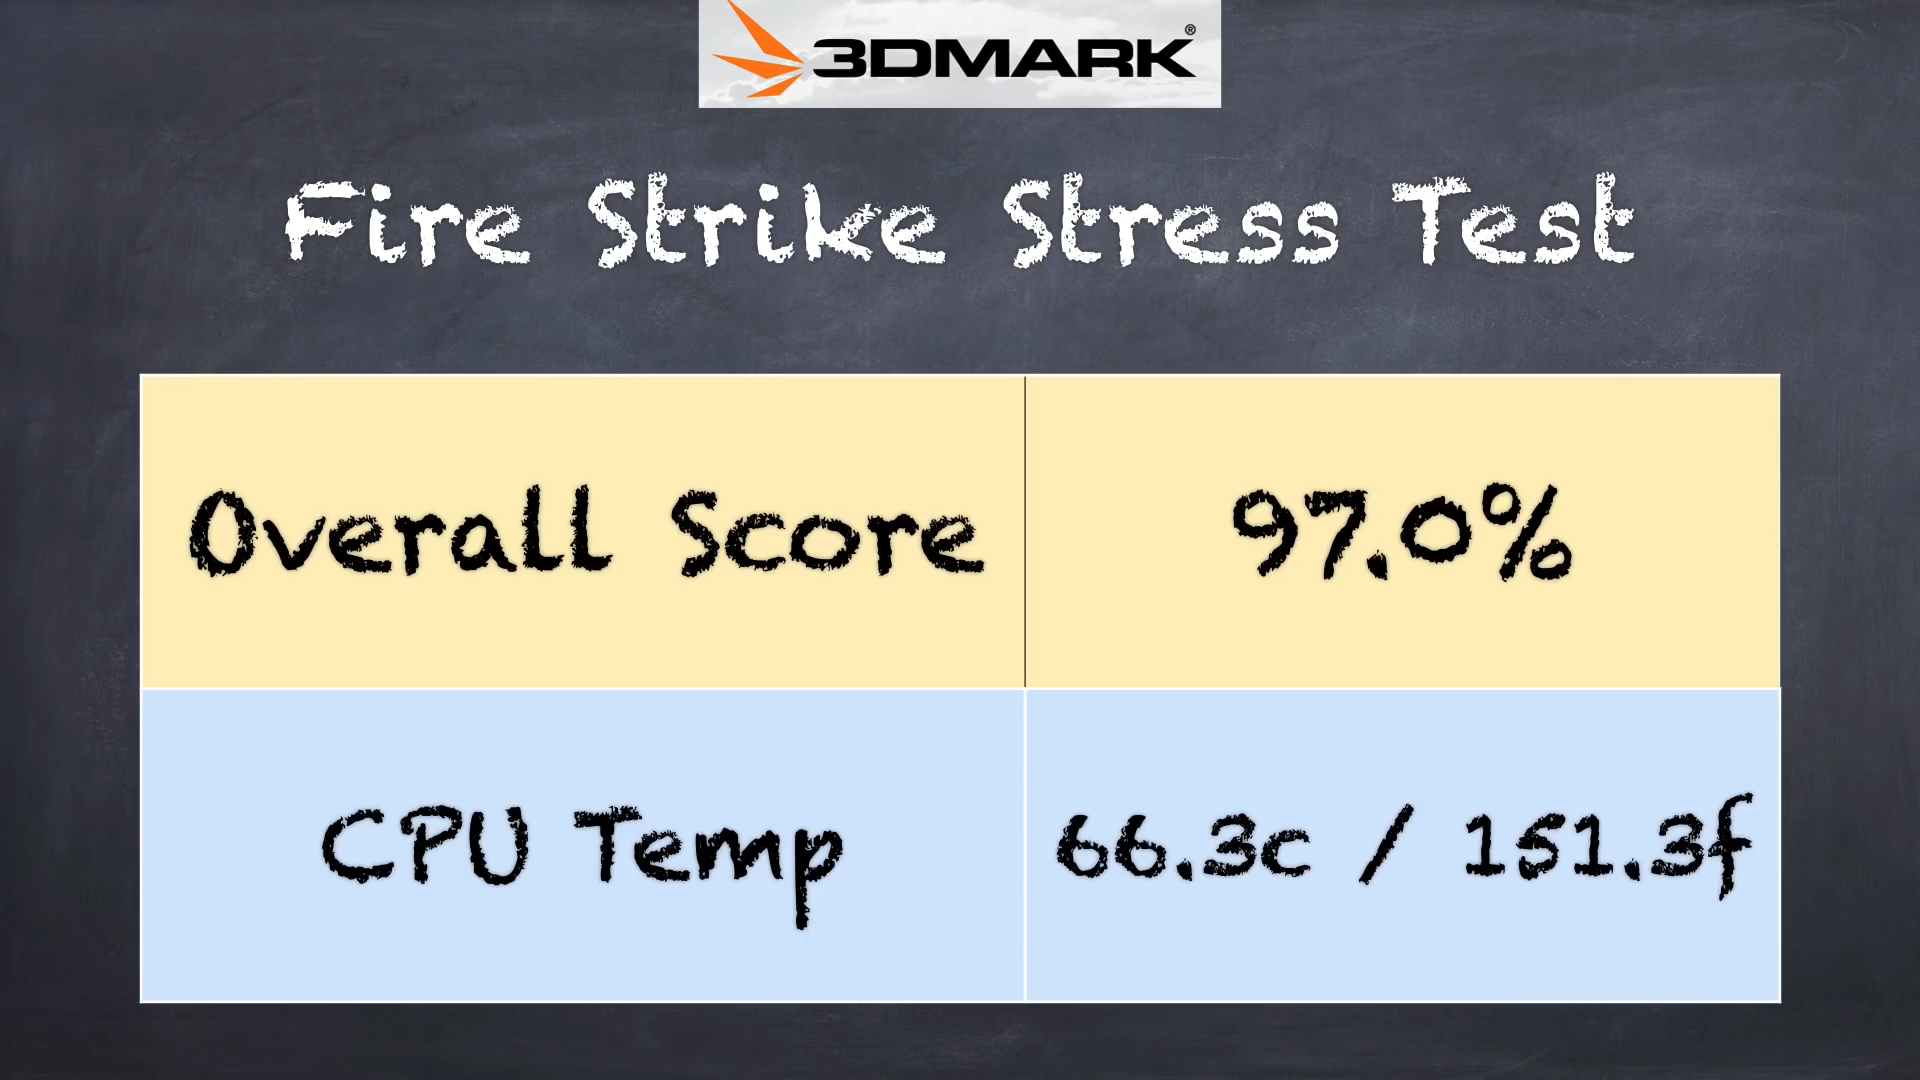 3DMARK®
Fire Strike Stress Test
Overall Score 97.0%
CPU Temp 66.3c / 151.3f